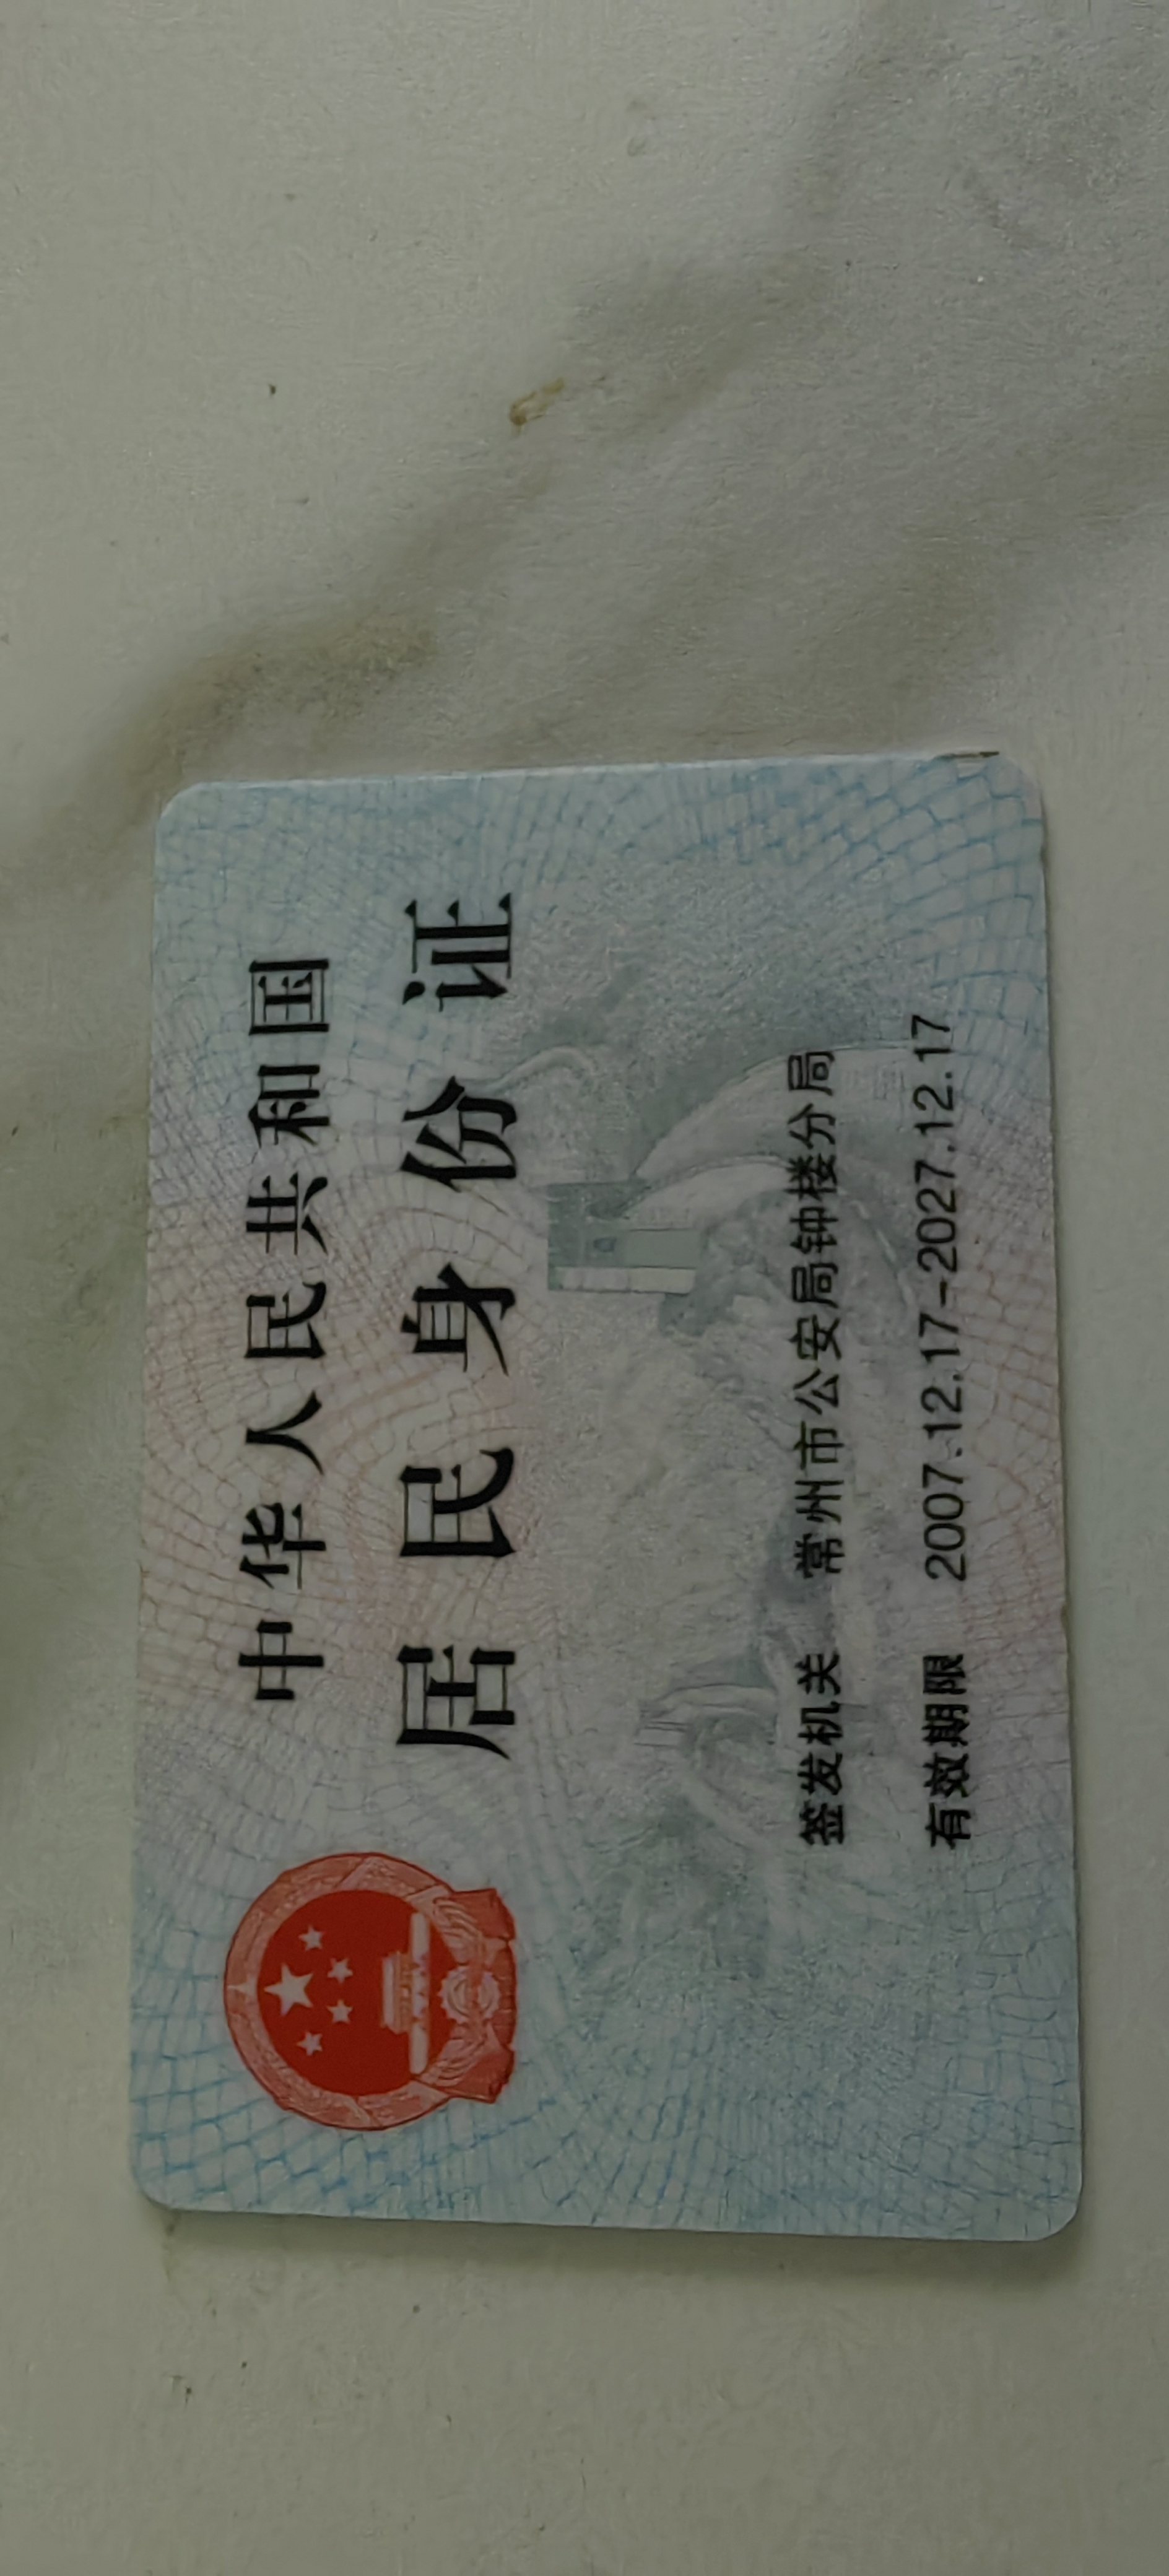 中华人民共和国
居民身份证
签发机关 常州市公安局钟楼分局
有效期限 2007.12.17-2027.12.17